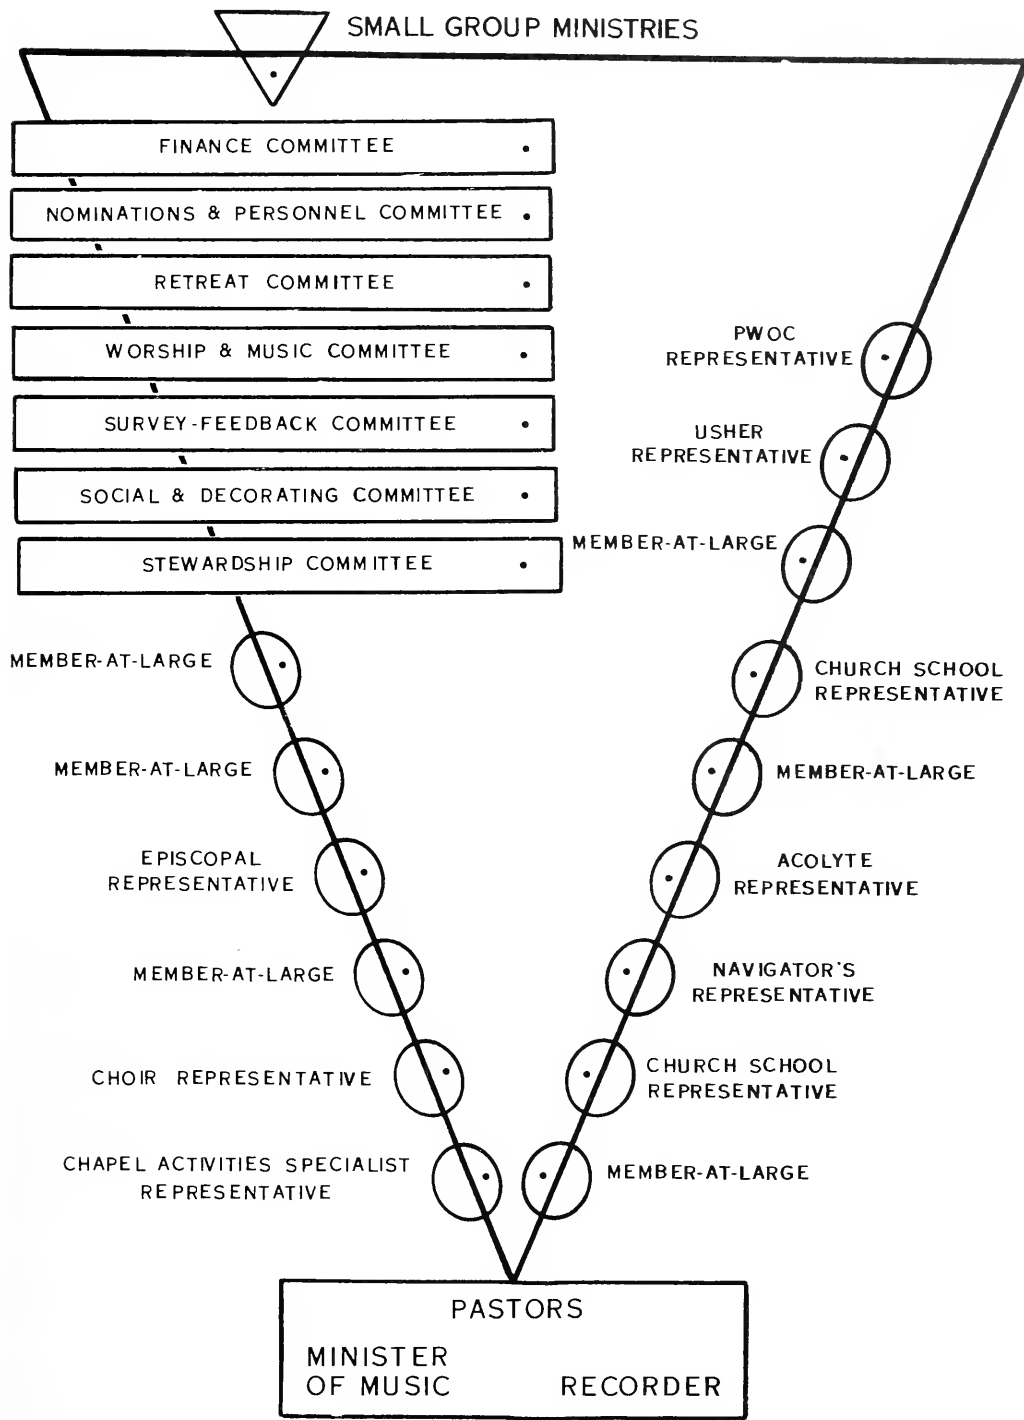 SMALL GROUP MINISTRIES
FINANCE COMMITTEE
NOMINATIONS & PERSONNEL COMMITTEE
RETREAT COMMITTEE
WORSHIP & MUSIC COMMITTEE
SURVEY-FEEDBACK COMMITTEE
SOCIAL & DECORATING COMMITTEE
STEWARDSHIP COMMITTEE
MEMBER-AT-LARGE
MEMBER-AT-LARGE
EPISCOPAL
REPRESENTATIVE
MEMBER-AT-LARGE
CHOIR REPRESENTATIVE
CHAPEL ACTIVITIES SPECIALIST
REPRESENTATIVE
PWOC
REPRESENTATIVE
USHER
REPRESENTATIVE
MEMBER-AT-LARGE
CHURCH SCHOOL
REPRESENTATIVE
MEMBER-AT-LARGE
ACOLYTE
REPRESENTATIVE
NAVIGATOR'S
REPRESENTATIVE
CHURCH SCHOOL
REPRESENTATIVE
MEMBER-AT-LARGE
PASTORS
MINISTER
OF MUSIC
RECORDER